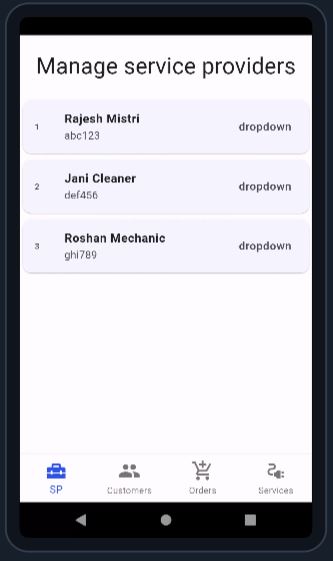 Manage service providers
1
Rajesh Mistri
abc123
dropdown
2
Jani Cleaner
def456
dropdown
3
Roshan Mechanic
ghi789
dropdown
SP
Customers
Orders
Services